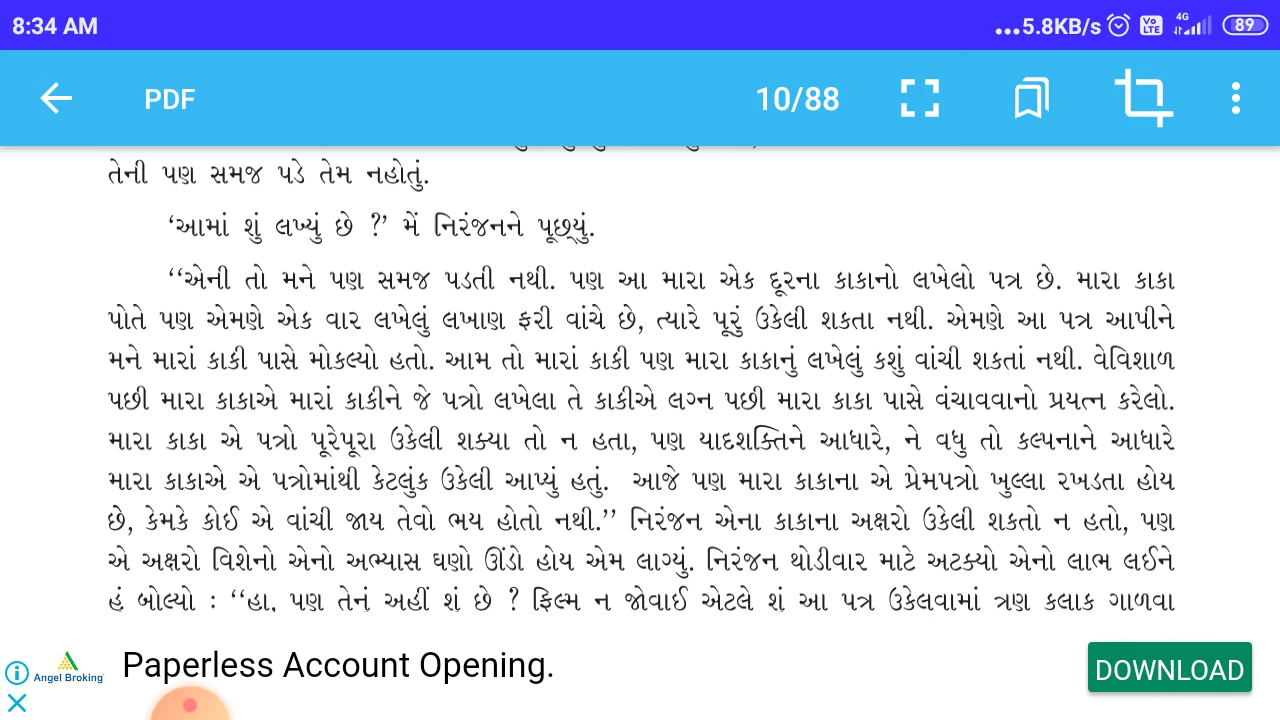 8:34 AM
...5.8KB/s Vo LTE 4G 89
PDF 10/88
તેની પણ સમજ પડે તેમ નહોતું.
‘આમાં શું લખ્યું છે ?’ મેં નિરંજનને પૂછ્યું.
‘‘એની તો મને પણ સમજ પડતી નથી. પણ આ મારા એક દૂરના કાકાનો લખેલો પત્ર છે. મારા કાકા
પોતે પણ એમણે એક વાર લખેલું લખાણ ફરી વાંચે છે, ત્યારે પૂરું ઉકેલી શકતા નથી. એમણે આ પત્ર આપીને
મને મારાં કાકી પાસે મોકલ્યો હતો. આમ તો મારાં કાકી પણ મારા કાકાનું લખેલું કશું વાંચી શકતાં નથી. વેવિશાળ
પછી મારા કાકાએ મારાં કાકીને જે પત્રો લખેલા તે કાકીએ લગ્ન પછી મારા કાકા પાસે વંચાવવાનો પ્રયત્ન કરેલો.
મારા કાકા એ પત્રો પૂરેપૂરા ઉકેલી શક્યા તો ન હતા, પણ યાદશક્તિને આધારે, ને વધુ તો કલ્પનાને આધારે
મારા કાકાએ એ પત્રોમાંથી કેટલુંક ઉકેલી આપ્યું હતું. આજે પણ મારા કાકાના એ પ્રેમપત્રો ખુલ્લા રખડતા હોય
છે, કેમકે કોઈ એ વાંચી જાય તેવો ભય હોતો નથી.’’ નિરંજન એના કાકાના અક્ષરો ઉકેલી શકતો ન હતો, પણ
એ અક્ષરો વિશેનો એનો અભ્યાસ ઘણો ઊંડો હોય એમ લાગ્યું. નિરંજન થોડીવાર માટે અટક્યો એનો લાભ લઈને
હું બોલ્યો : ‘‘હા, પણ તેનું અહીં શું છે ? ફિલ્મ ન જોવાઈ એટલે શું આ પત્ર ઉકેલવામાં ત્રણ કલાક ગાળવા
Angel Broking
Paperless Account Opening.
DOWNLOAD